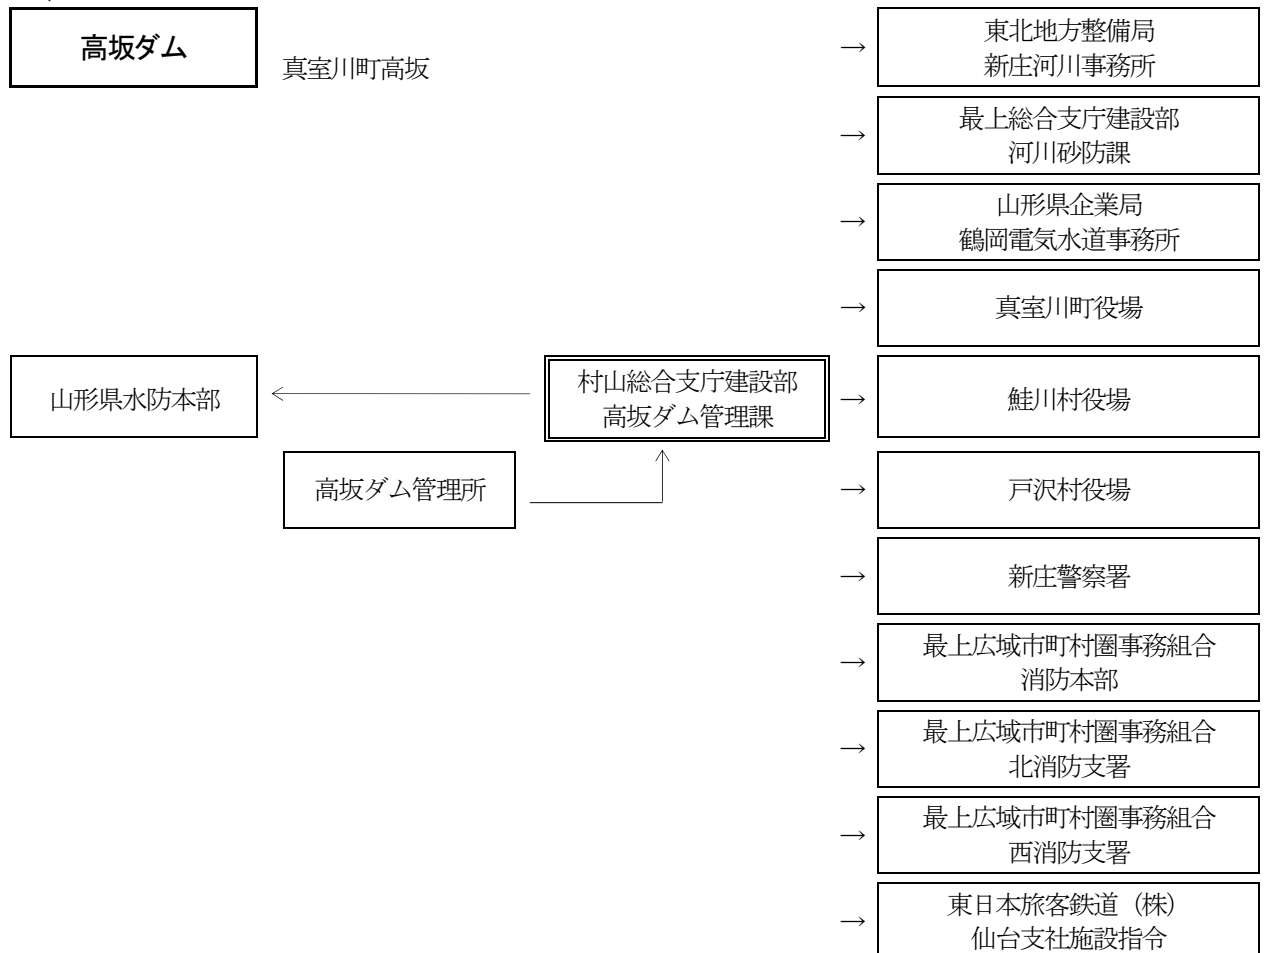 高坂ダム
真室川町高坂
→
東北地方整備局
新庄河川事務所
→
最上総合支庁建設部
河川砂防課
→
山形県企業局
鶴岡電気水道事務所
→
真室川町役場
山形県水防本部
村山総合支庁建設部
高坂ダム管理課
→
鮭川村役場
高坂ダム管理所
→
戸沢村役場
→
新庄警察署
→
最上広域市町村圏事務組合
消防本部
→
最上広域市町村圏事務組合
北消防支署
→
最上広域市町村圏事務組合
西消防支署
→
東日本旅客鉄道（株）
仙台支社施設指令